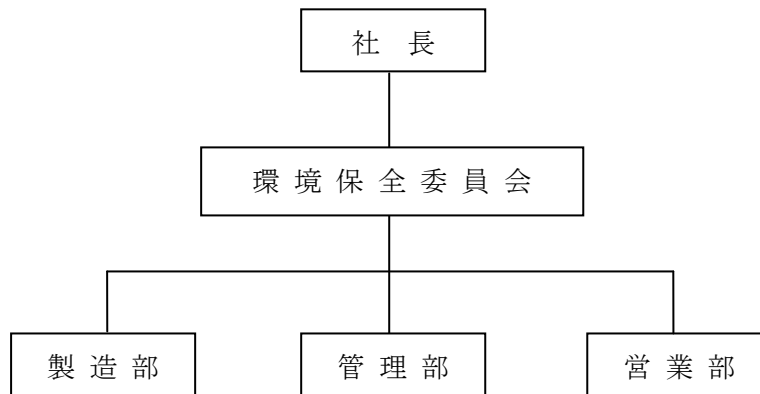 社長
環境保全委員会
製造部
管理部
営業部